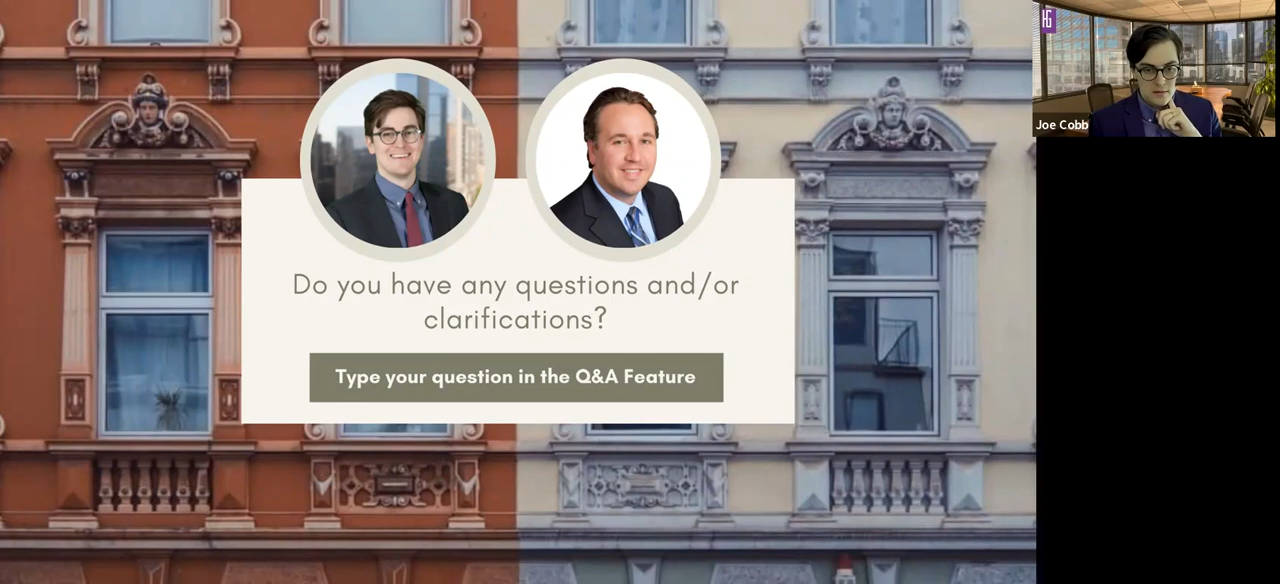 Do you have any questions and/or
clarifications?
Type your question in the Q&A Feature
Joe Cobb